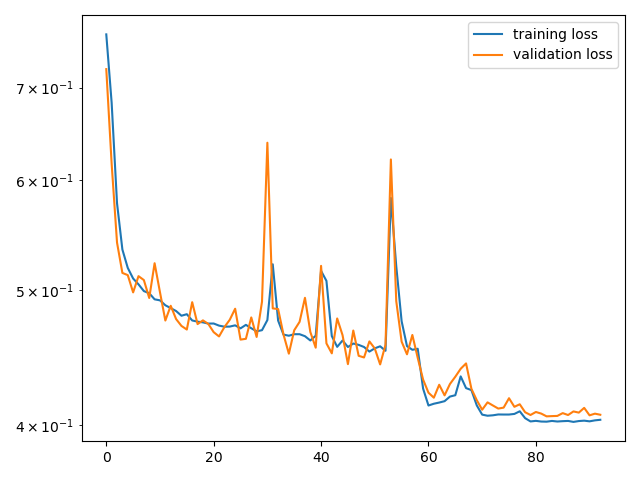 training loss
validation loss
7 × 10⁻¹
6 × 10⁻¹
5 × 10⁻¹
4 × 10⁻¹
0 20 40 60 80